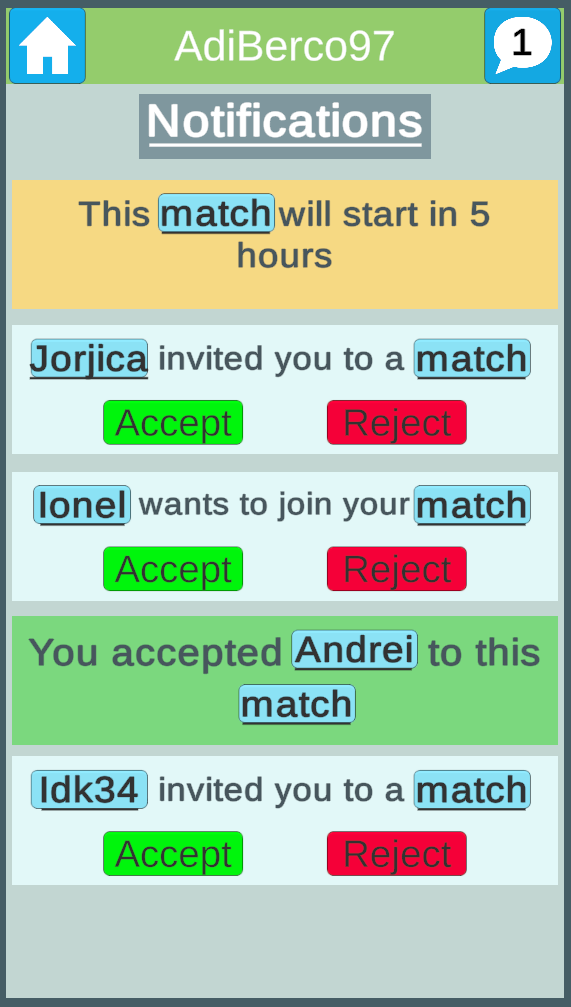 AdiBerco97
1
Notifications
This match will start in 5
hours
Jorjica invited you to a match
Accept Reject
Ionel wants to join your match
Accept Reject
You accepted Andrei to this
match
Idk34 invited you to a match
Accept Reject